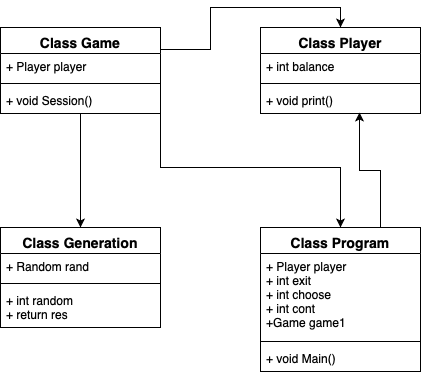 Class Game
+ Player player
+ void Session()
Class Player
+ int balance
+ void print()
Class Generation
+ Random rand
+ int random
+ return res
Class Program
+ Player player
+ int exit
+ int choose
+ int cont
+Game game1
+ void Main()